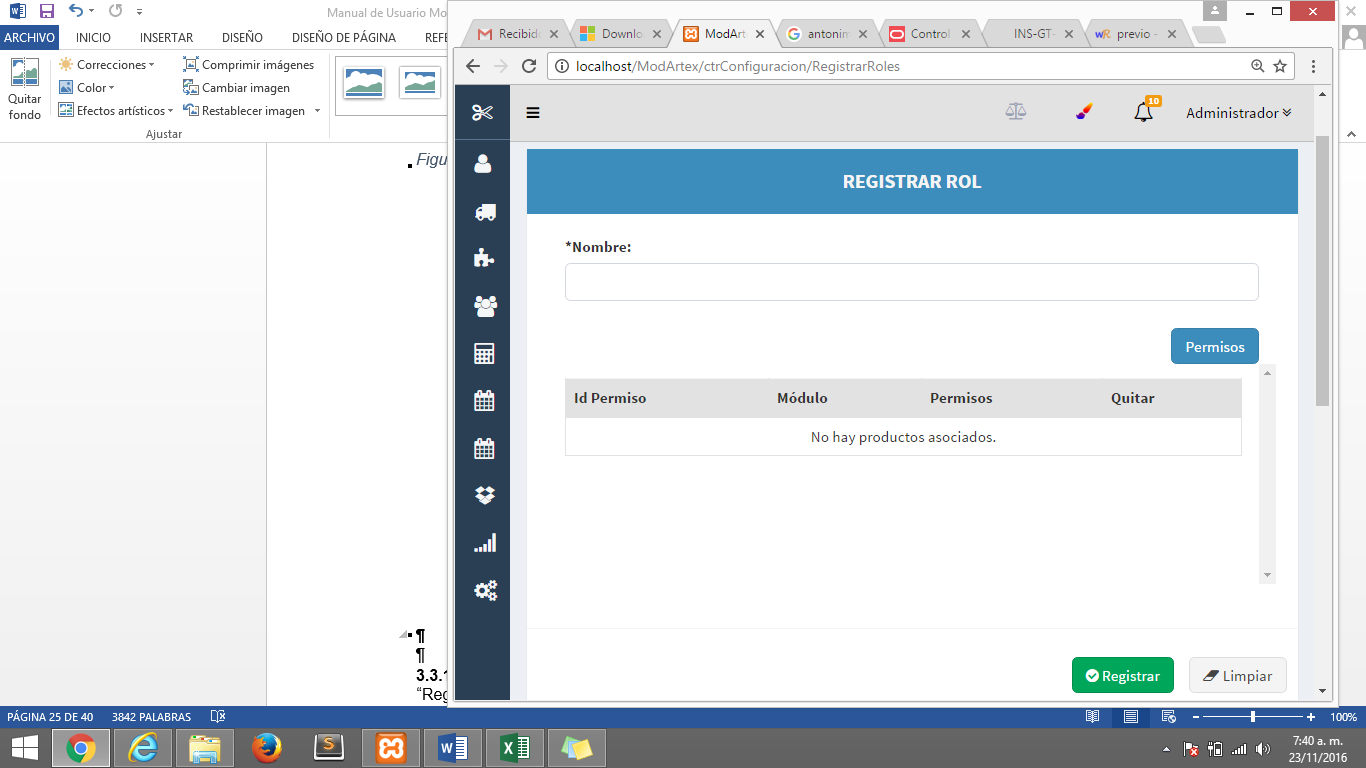 Manual de Usuario Mo
ARCHIVO INICIO INSERTAR DISEÑO DISEÑO DE PÁGINA REFE
Quitar fondo
Correcciones
Color
Efectos artísticos
Comprimir imágenes
Cambiar imagen
Restablecer imagen
Ajustar
Figu
¶
¶
3.3.1
“Reg
Recibido Downlo ModArt antonim Control INS-GT- previo -
localhost/ModArtex/ctrConfiguracion/RegistrarRoles
10
Administrador
REGISTRAR ROL
*Nombre:
Permisos
Id Permiso Módulo Permisos Quitar
No hay productos asociados.
Registrar Limpiar
PÁGINA 25 DE 40 3842 PALABRAS 100%
7:40 a. m.
23/11/2016